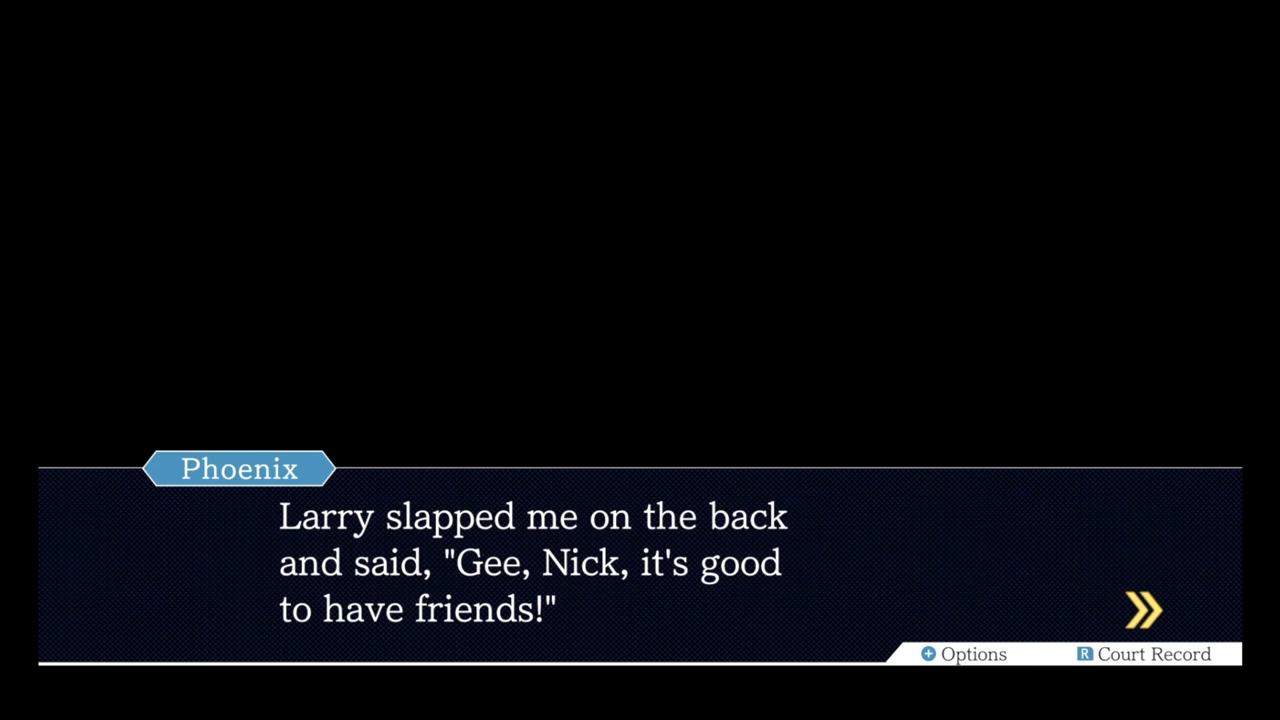 Phoenix
Larry slapped me on the back
and said, "Gee, Nick, it's good
to have friends!"
+ Options
R Court Record